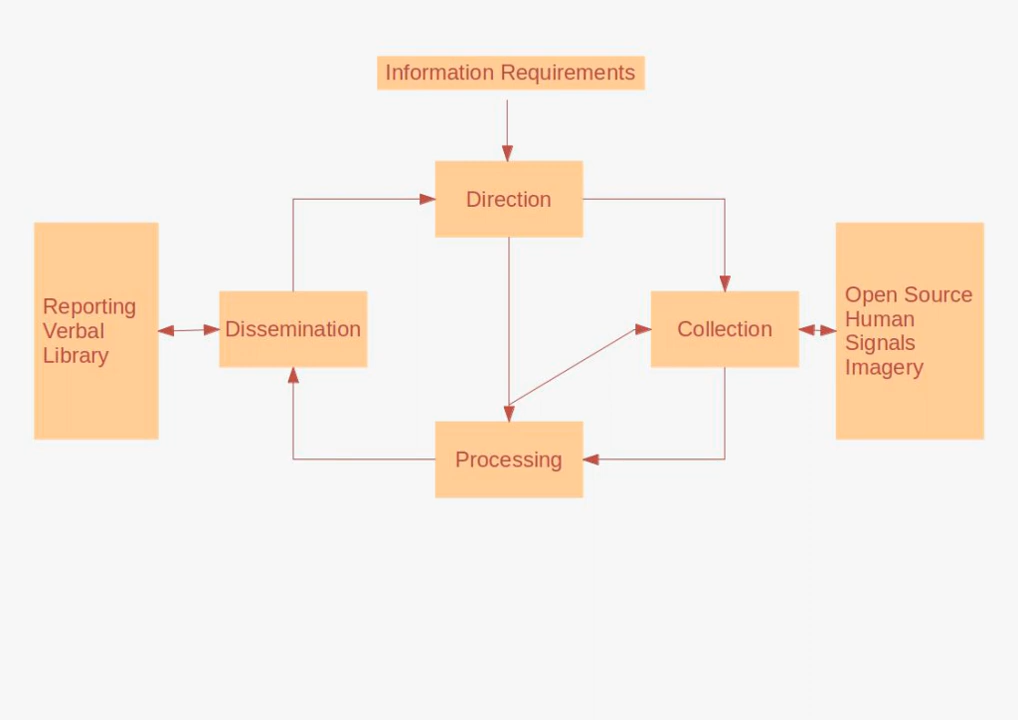 Information Requirements
Direction
Reporting
Verbal
Library
Dissemination
Collection
Open Source
Human
Signals
Imagery
Processing